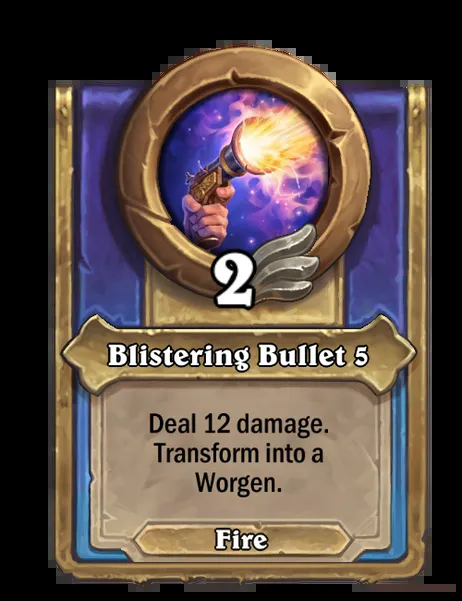 2
Blistering Bullet 5
Deal 12 damage.
Transform into a
Worgen.
Fire